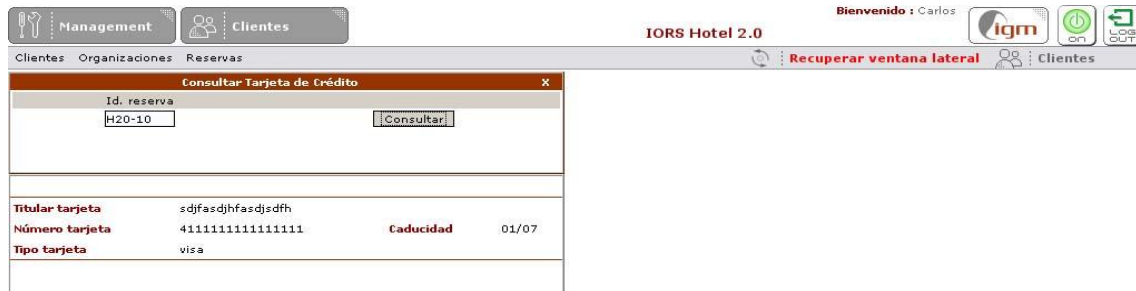 Management Clientes
Bienvenido : Carlos
IORS Hotel 2.0
igm
on
LOG OUT
Clientes Organizaciones Reservas
Recuperar ventana lateral Clientes
Consultar Tarjeta de Crédito x
Id. reserva
H20-10 Consultar
Titular tarjeta sdjfasdjhfasdjsdfh
Número tarjeta 4111111111111111 Caducidad 01/07
Tipo tarjeta visa